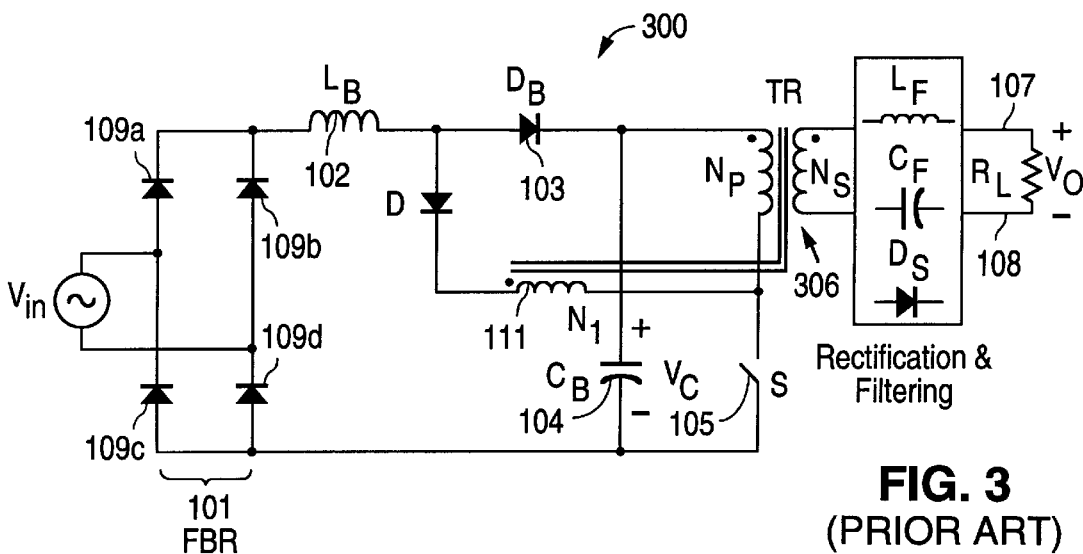 300
L_B
D_B
TR
L_F
107
109a
102
103
N_P
N_S
C_F
R_L
+
V_O
-
D
109b
D_S
108
306
V_in
~
111
N_1
+
109d
C_B
V_C
S
Rectification &
Filtering
104
-
105
109c
101
FBR
FIG. 3
(PRIOR ART)